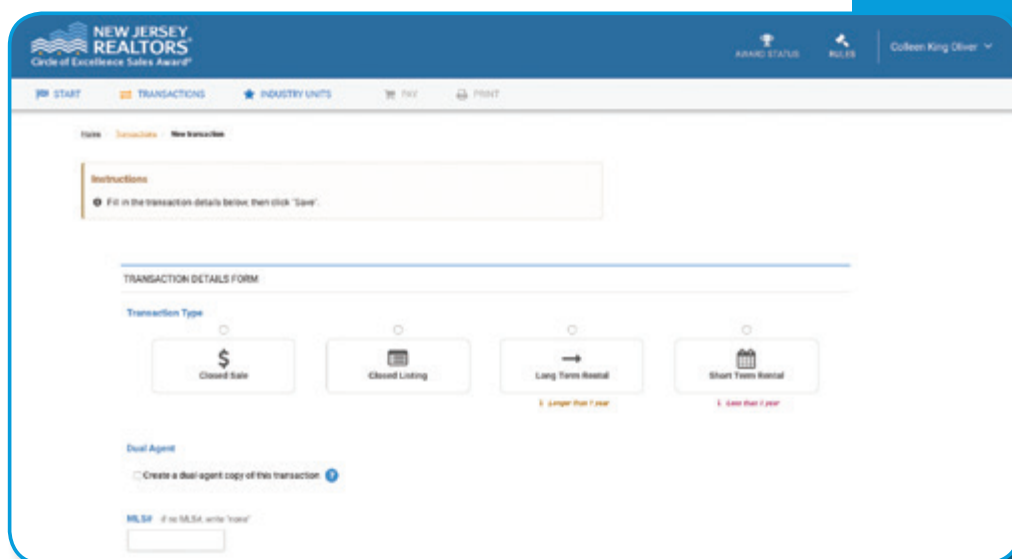 NEW JERSEY
REALTORS®
Circle of Excellence Sales Award®
AWARD STATUS
RULES
Colleen King Oliver
START
TRANSACTIONS
INDUSTRY UNITS
PAY
PRINT
Home Transactions New transaction
Instructions
Fill in the transaction details below, then click 'Save'.
TRANSACTION DETAILS FORM
Transaction Type
$
Closed Sale
Closed Listing
Long Term Rental
Short Term Rental
Longer than 1 year
Less than 1 year
Dual Agent
Create a dual agent copy of this transaction ?
MLS# if no MLS#, write 'none'